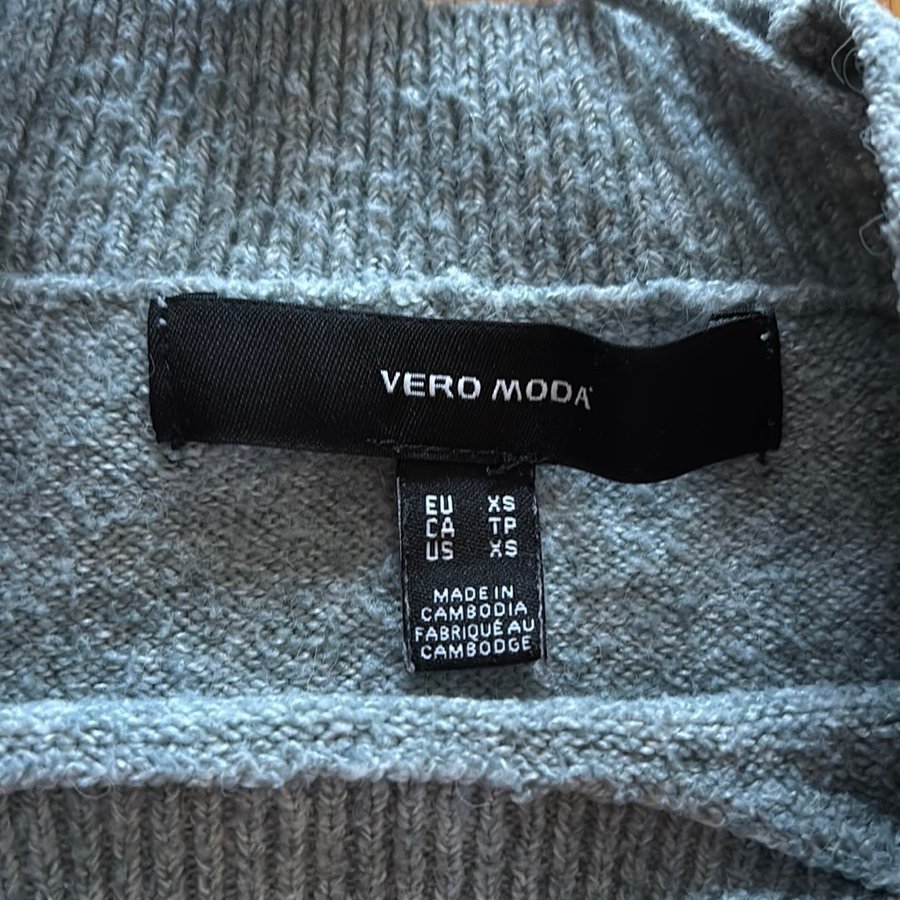 VERO MODA
EU XS
CA TP
US XS
MADE IN
CAMBODIA
FABRIQUÉ AU
CAMBODGE